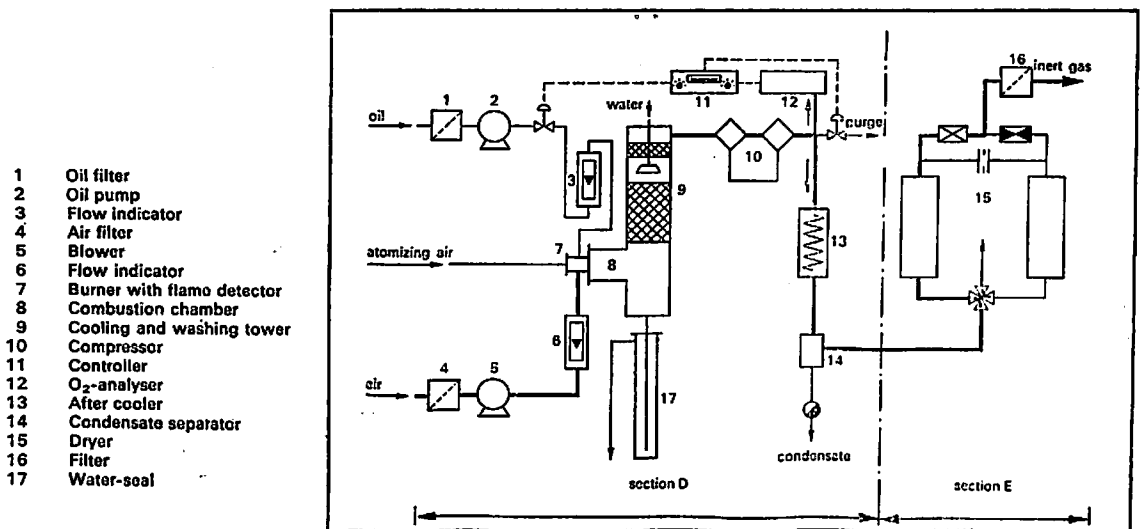 1 Oil filter
2 Oil pump
3 Flow indicator
4 Air filter
5 Blower
6 Flow indicator
7 Burner with flamo detector
8 Combustion chamber
9 Cooling and washing tower
10 Compressor
11 Controller
12 O₂-analyser
13 After cooler
14 Condensate separator
15 Dryer
16 Filter
17 Water-seal
16
inert gas
11
12
1
2
water
purge
oil
10
3
9
15
13
atomizing air
7
8
6
14
4
5
air
17
condensate
section D
section E